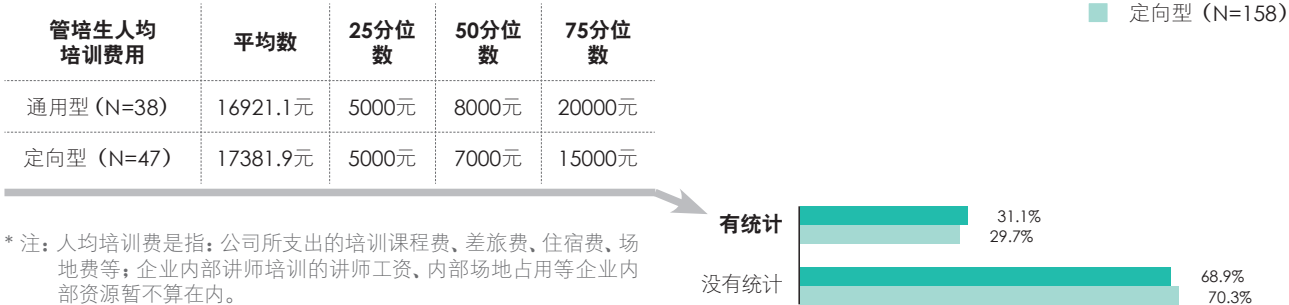 定向型（N=158）
管培生人均
培训费用
平均数
25分位
数
50分位
数
75分位
数
通用型（N=38） 16921.1元 5000元 8000元 20000元
定向型（N=47） 17381.9元 5000元 7000元 15000元
有统计 31.1%
29.7%
*注：人均培训费是指：公司所支出的培训课程费、差旅费、住宿费、场
地费等；企业内部讲师培训的讲师工资、内部场地占用等企业内
部资源暂不算在内。
没有统计 68.9%
70.3%